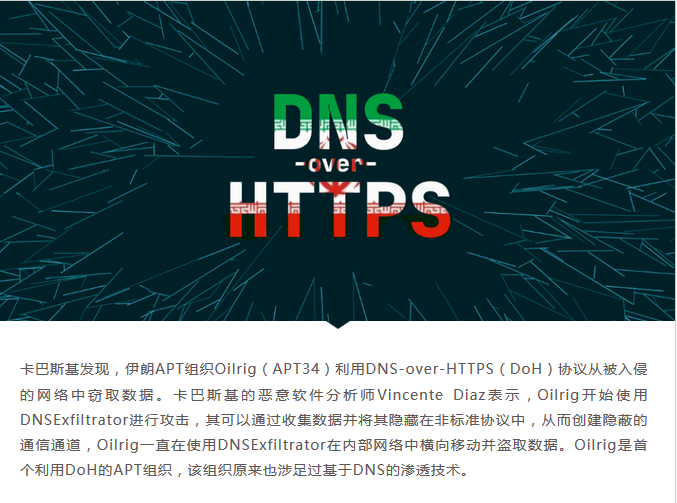 DNS
-over-
HTTPS
卡巴斯基发现，伊朗APT组织Oilrig（APT34）利用DNS-over-HTTPS（DoH）协议从被入侵
的网络中窃取数据。卡巴斯基的恶意软件分析师Vincente Diaz表示，Oilrig开始使用
DNSExfiltrator进行攻击，其可以通过收集数据并将其隐藏在非标准协议中，从而创建隐蔽的
通信通道，Oilrig一直在使用DNSExfiltrator在内部网络中横向移动并盗取数据。Oilrig是首
个利用DoH的APT组织，该组织原来也涉足过基于DNS的渗透技术。